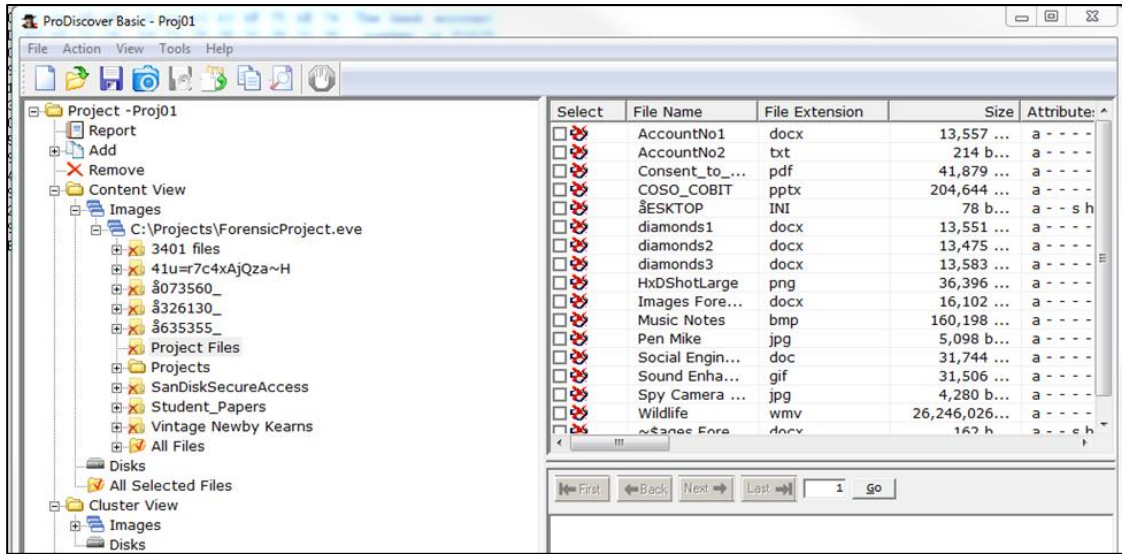 ProDiscover Basic - Proj01
File Action View Tools Help
Project -Proj01
Report
Add
Remove
Content View
Images
C:\Projects\ForensicProject.eve
3401 files
41u=r7c4xAjQza~H
å073560_
å326130_
å635355_
Project Files
Projects
SanDiskSecureAccess
Student_Papers
Vintage Newby Kearns
All Files
Disks
All Selected Files
Cluster View
Images
Disks
Select File Name File Extension Size Attributes
AccountNo1 docx 13,557 ... a - - - -
AccountNo2 txt 214 b... a - - - -
Consent_to_... pdf 41,879 ... a - - - -
COSO_COBIT pptx 204,644 ... a - - - -
åESKTOP INI 78 b... a - - s h
diamonds1 docx 13,551 ... a - - - -
diamonds2 docx 13,475 ... a - - - -
diamonds3 docx 13,583 ... a - - - -
HxDShotLarge png 36,396 ... a - - - -
Images Fore... docx 16,102 ... a - - - -
Music Notes bmp 160,198 ... a - - - -
Pen Mike jpg 5,098 b... a - - - -
Social Engin... doc 31,744 ... a - - - -
Sound Enha... gif 31,506 ... a - - - -
Spy Camera ... jpg 4,280 b... a - - - -
Wildlife wmv 26,246,026... a - - - -
~$ages Fore... docx 162 b... a - - s h
First Back Next Last 1 Go